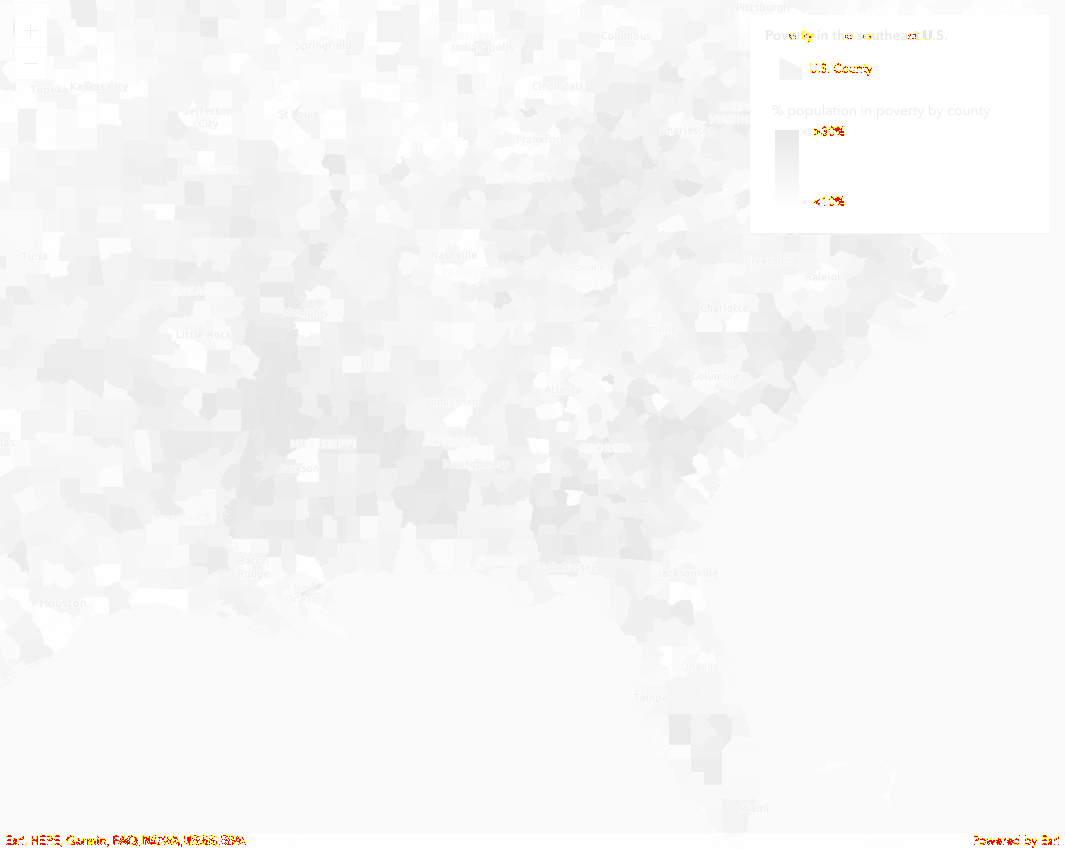 Pittsburgh
Poverty in the southeast U.S.
U.S. County
% population in poverty by county
>30%
<10%
+
−
Springfield
Indianapolis
Columbus
Topeka
Kansas City
Cincinnati
Jefferson
City
St Louis
Charleston
Frankfort
Tulsa
Nashville
Knoxville
Greensboro
Raleigh
Memphis
Charlotte
Little Rock
Columbia
Atlanta
Birmingham
MISSISSIPPI
GEORGIA
Jackson
Montgomery
Baton
Rouge
Tallahassee
Jacksonville
New
Orleans
Houston
Orlando
Tampa
Miami
Esri, HERE, Garmin, FAO, NOAA, USGS, EPA
Powered by Esri